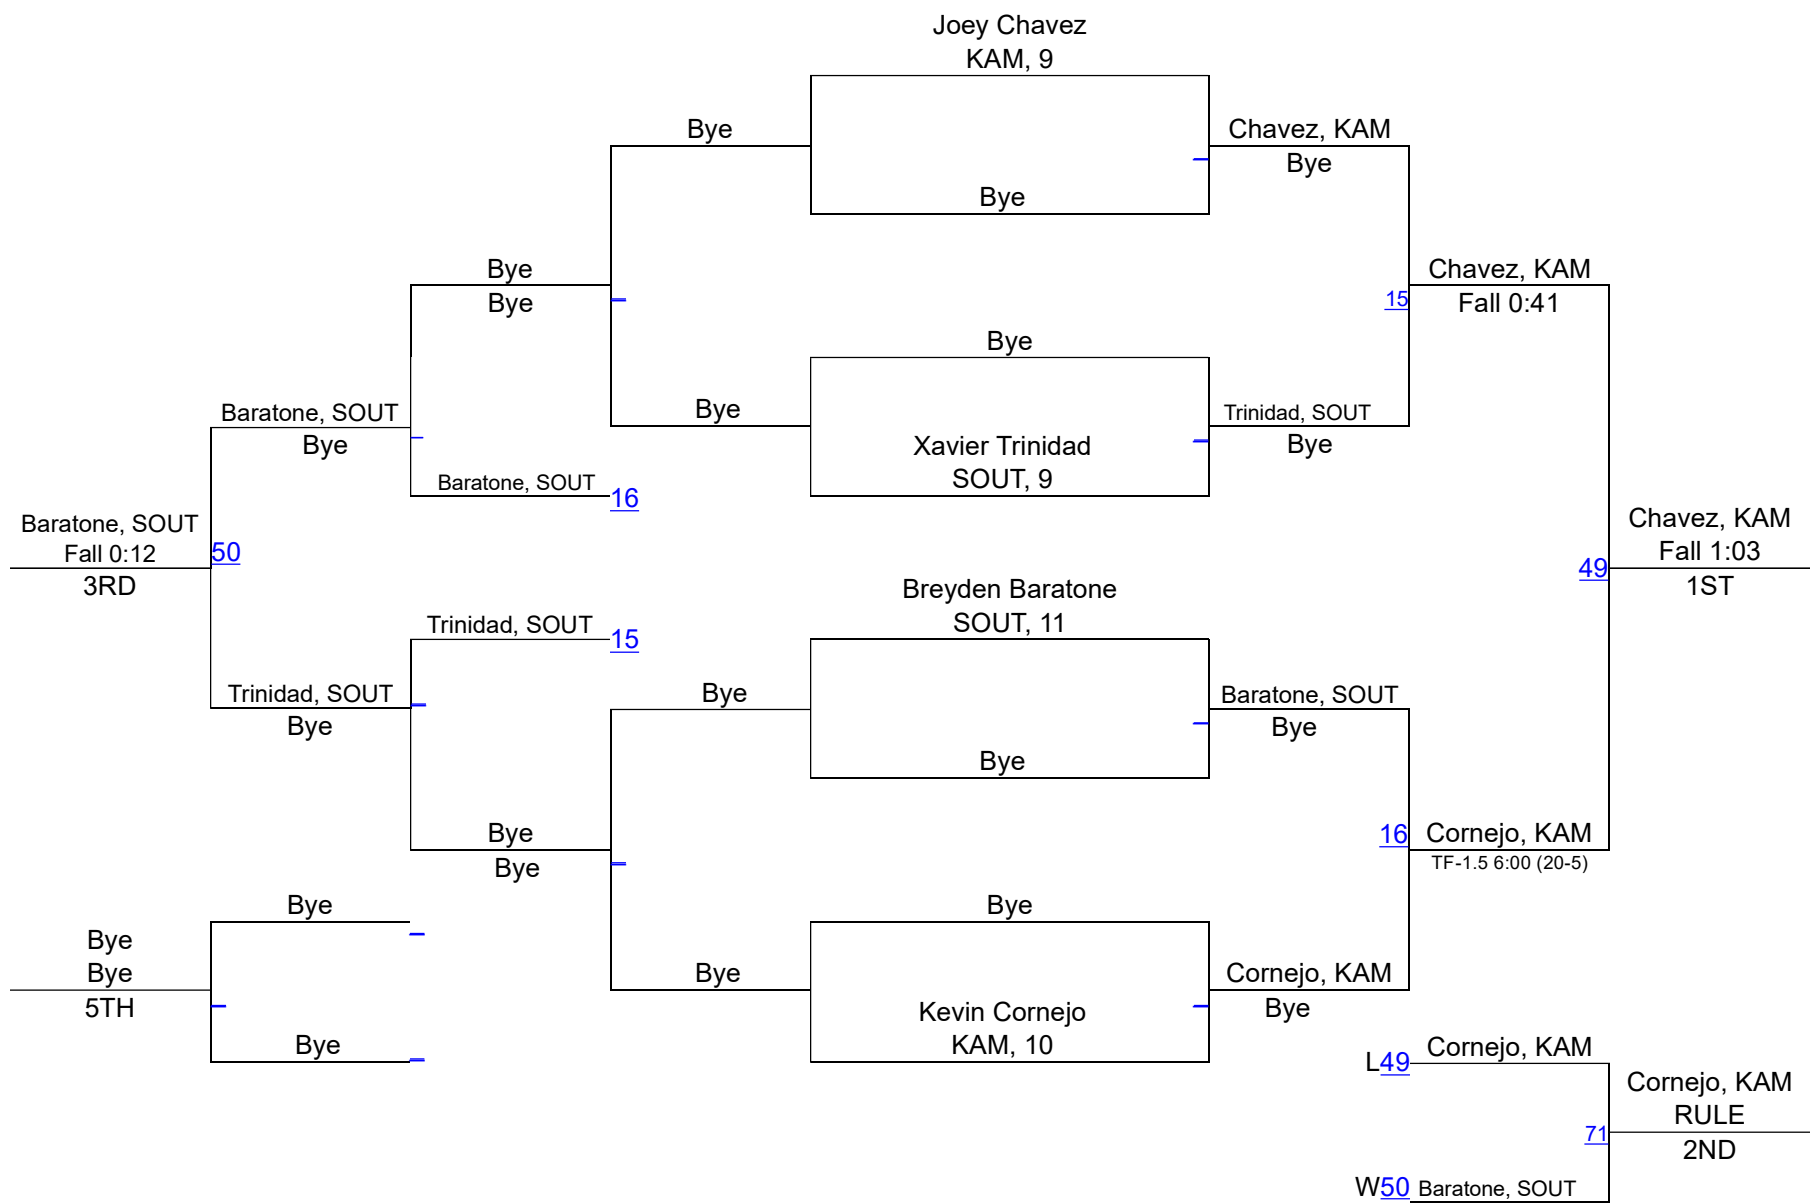 Joey Chavez
KAM, 9
Bye
Chavez, KAM
Bye
Bye
Bye
Bye
Chavez, KAM
15
Fall 0:41
Bye
Baratone, SOUT
Bye
Bye
Trinidad, SOUT
Bye
Xavier Trinidad
SOUT, 9
Baratone, SOUT
16
Baratone, SOUT
Fall 0:12
50
3RD
Chavez, KAM
Fall 1:03
49
1ST
Breyden Baratone
SOUT, 11
Trinidad, SOUT
15
Trinidad, SOUT
Bye
Bye
Baratone, SOUT
Bye
Bye
Bye
Bye
16
Cornejo, KAM
TF-1.5 6:00 (20-5)
Bye
Bye
Bye
Bye
5TH
Bye
Bye
Cornejo, KAM
Bye
Kevin Cornejo
KAM, 10
L49
Cornejo, KAM
Cornejo, KAM
RULE
71
2ND
W50
Baratone, SOUT